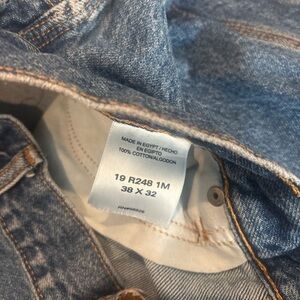 MADE IN EGYPT / HECHO
EN EGIPTO
100% COTTON/ALGODON
19 R248 1M
38 X 32